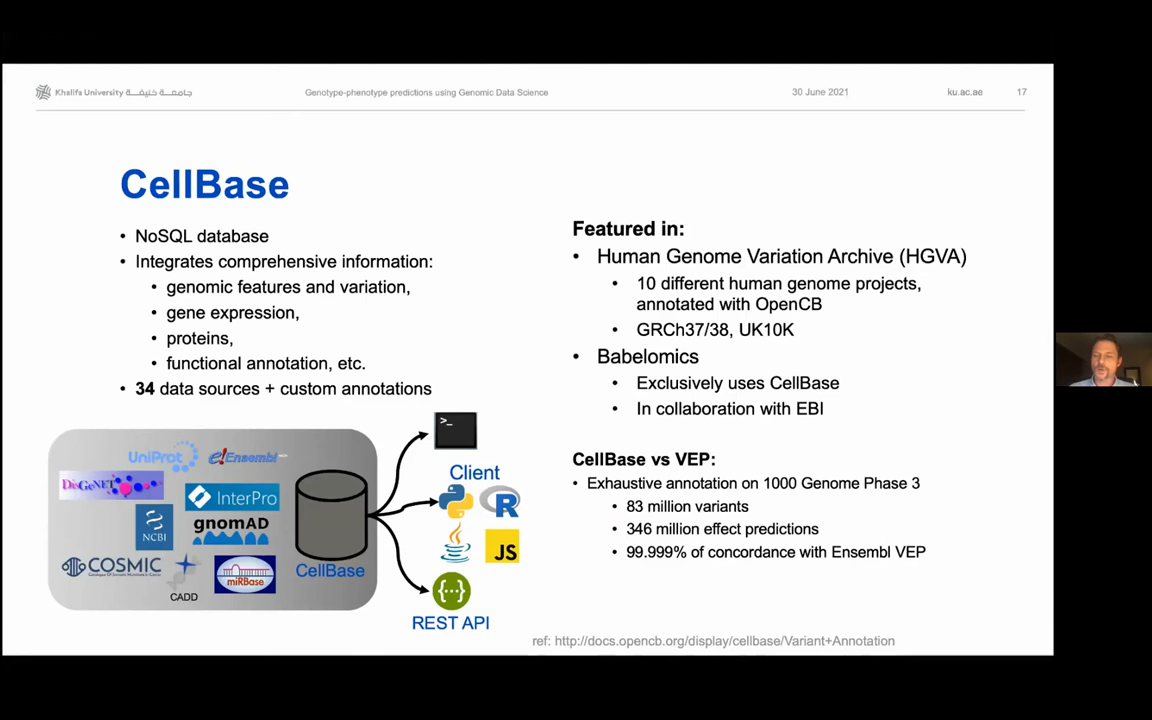 Khalifa University جامعة خليفة
Genotype-phenotype predictions using Genomic Data Science
30 June 2021
ku.ac.ae
17
CellBase
• NoSQL database
• Integrates comprehensive information:
• genomic features and variation,
• gene expression,
• proteins,
• functional annotation, etc.
• 34 data sources + custom annotations
UniProt
e!Ensembl
DisGeNET
InterPro
NCBI
gnomAD
COSMIC
CADD
miRBase
CellBase
>_
Client
R
JS
{···}
REST API
Featured in:
• Human Genome Variation Archive (HGVA)
• 10 different human genome projects,
annotated with OpenCB
• GRCh37/38, UK10K
• Babelomics
• Exclusively uses CellBase
• In collaboration with EBI
CellBase vs VEP:
• Exhaustive annotation on 1000 Genome Phase 3
• 83 million variants
• 346 million effect predictions
• 99.999% of concordance with Ensembl VEP
ref: http://docs.opencb.org/display/cellbase/Variant+Annotation